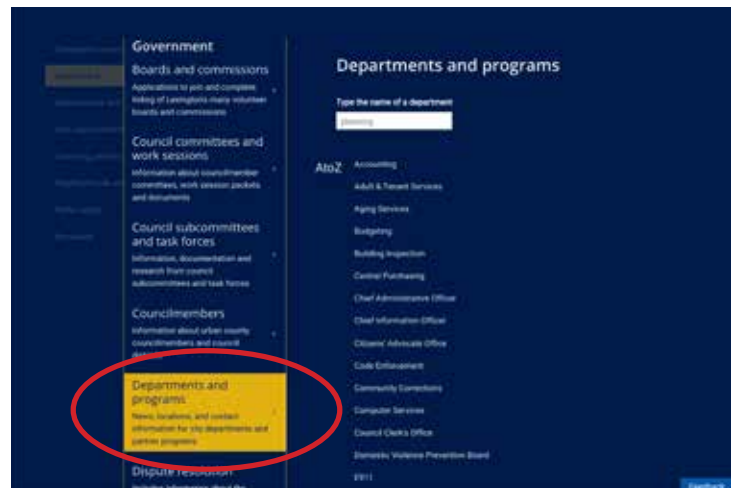 Government
Boards and commissions
Applications to join and complete
listing of Lexington's many volunteer
boards and commissions
Council committees and
work sessions
Information about councilmember
committees, work session packets
and documents
Council subcommittees
and task forces
Information, documentation and
research from council
subcommittees and task forces
Councilmembers
Information about urban county
councilmembers and council
districts
Departments and
programs
News, locations, and contact
information for city departments and
partner programs
Dispute resolution
Includes information about the
Departments and programs
Type the name of a department
planning
AtoZ
Accounting
Adult & Tenant Services
Aging Services
Budgeting
Building Inspection
Central Purchasing
Chief Administrative Officer
Chief Information Officer
Citizens' Advocate Office
Code Enforcement
Community Corrections
Computer Services
Council Clerk's Office
Domestic Violence Prevention Board
E911
Feedback